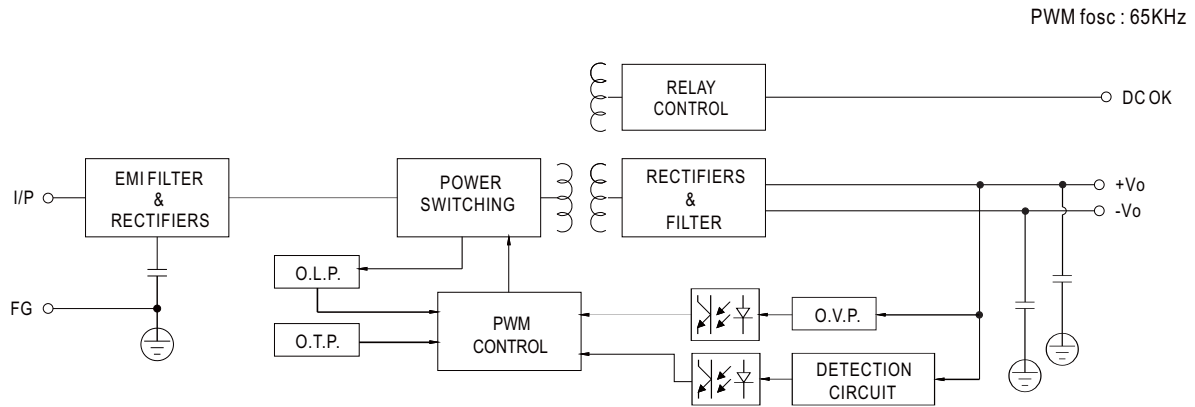 PWM fosc : 65KHz
RELAY
CONTROL
DC OK
I/P
EMI FILTER
&
RECTIFIERS
POWER
SWITCHING
RECTIFIERS
&
FILTER
+Vo
-Vo
FG
O.L.P.
O.T.P.
PWM
CONTROL
O.V.P.
DETECTION
CIRCUIT